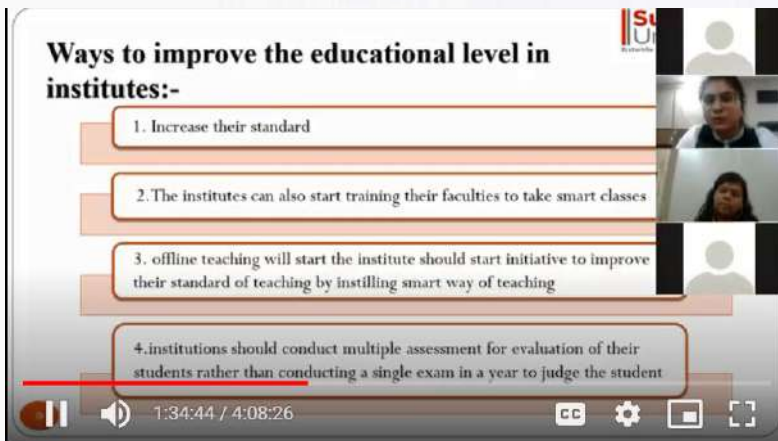 Ways to improve the educational level in
institutes:-
1. Increase their standard
2.The institutes can also start training their faculties to take smart classes
3. offline teaching will start the institute should start initiative to improve
their standard of teaching by instilling smart way of teaching
4.institutions should conduct multiple assessment for evaluation of their
students rather than conducting a single exam in a year to judge the student
1:34:44 / 4:08:26
CC